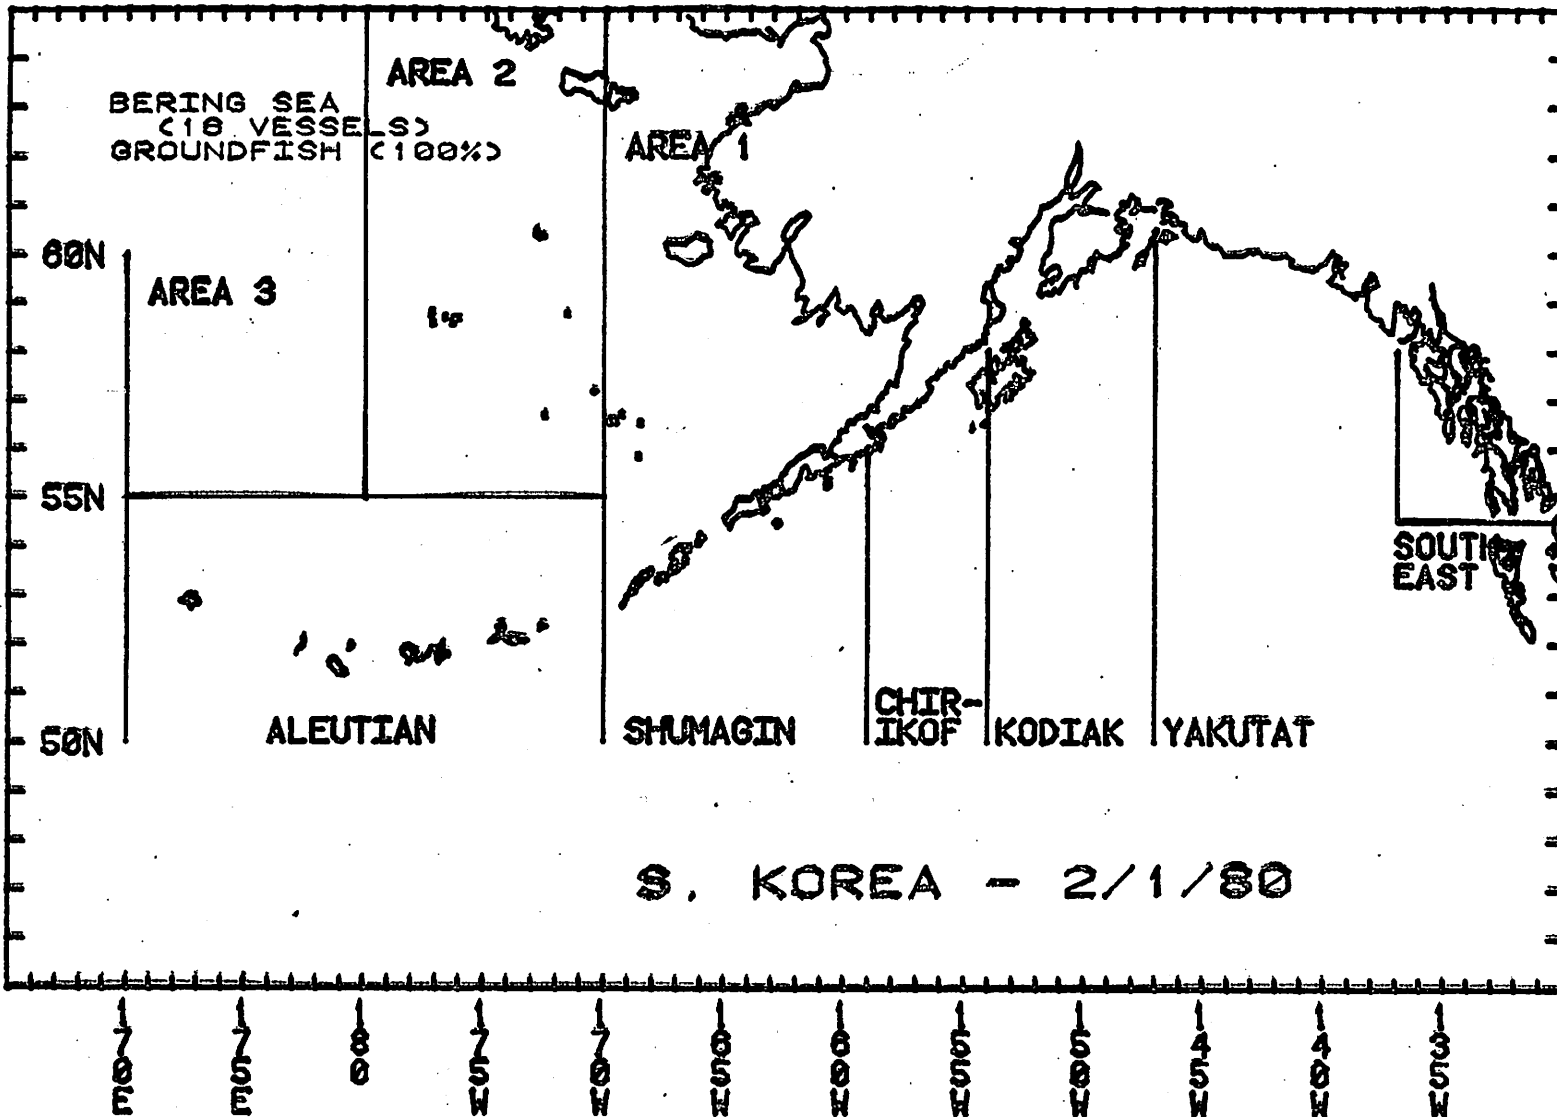 AREA 2
BERING SEA
(18 VESSELS)
GROUNDFISH (100%)
AREA 1
60N
AREA 3
55N
SOUTH
EAST
50N
ALEUTIAN
SHUMAGIN
CHIR-
IKOF
KODIAK
YAKUTAT
S. KOREA - 2/1/80
170E
175E
180
175W
170W
165W
160W
155W
150W
145W
140W
135W